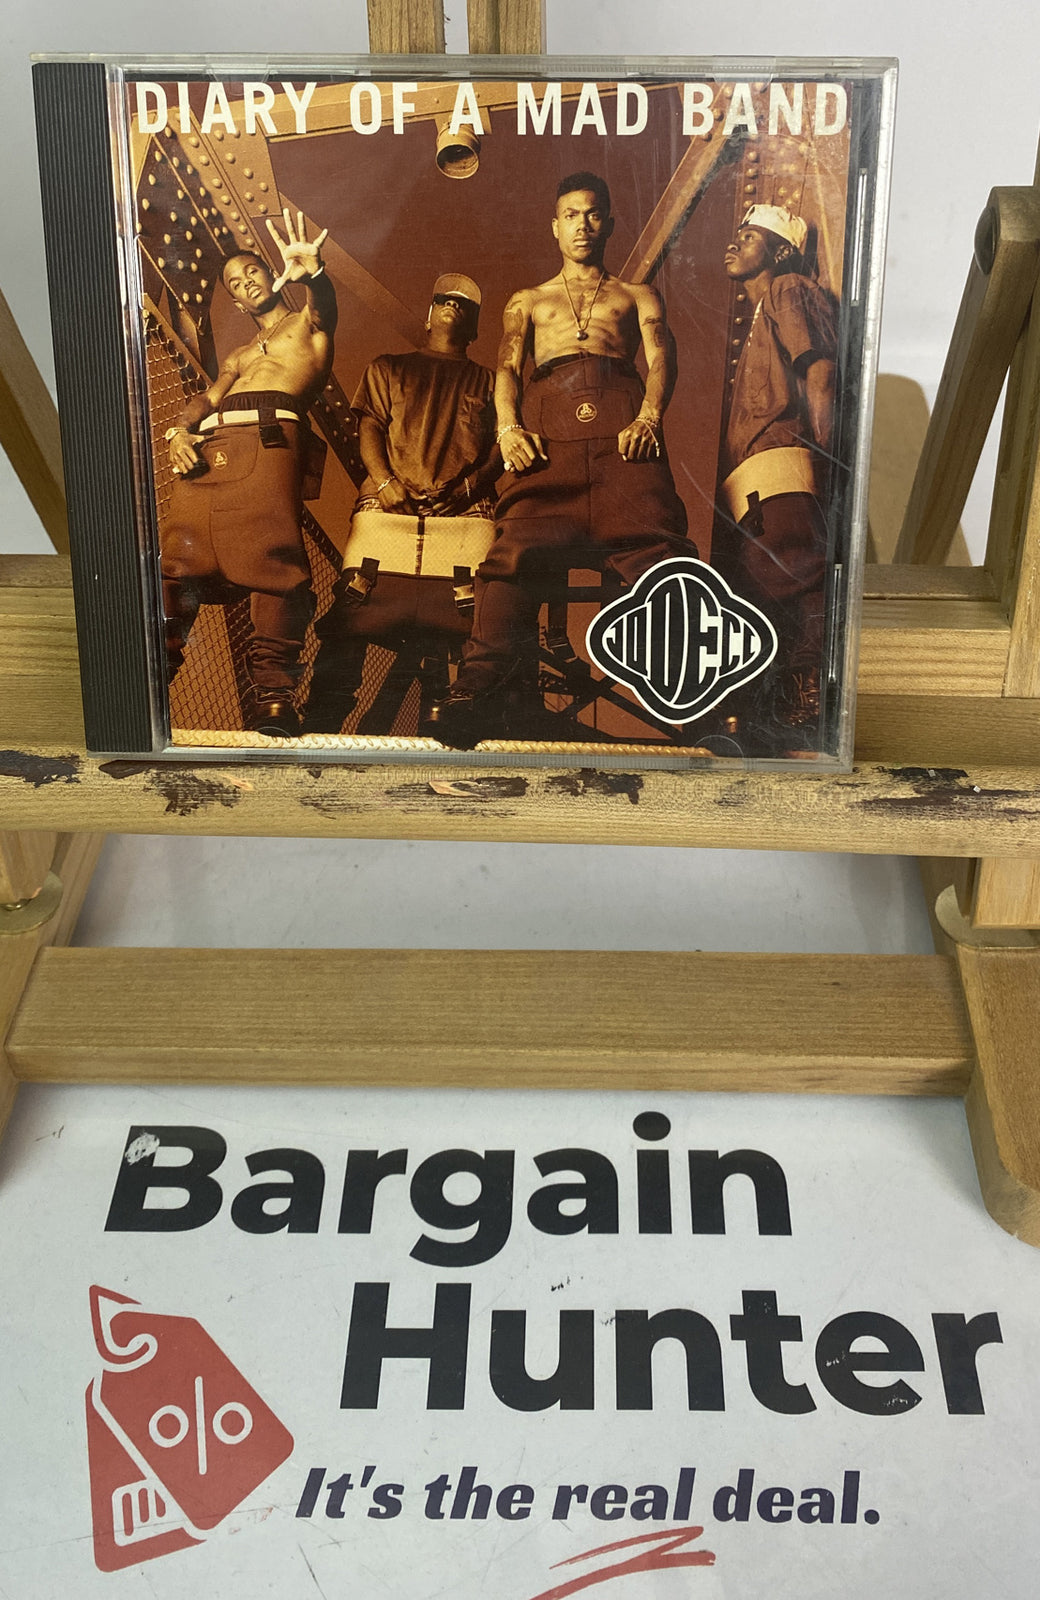 DIARY OF A MAD BAND
JODECI
Bargain
Hunter
%
It's the real deal.